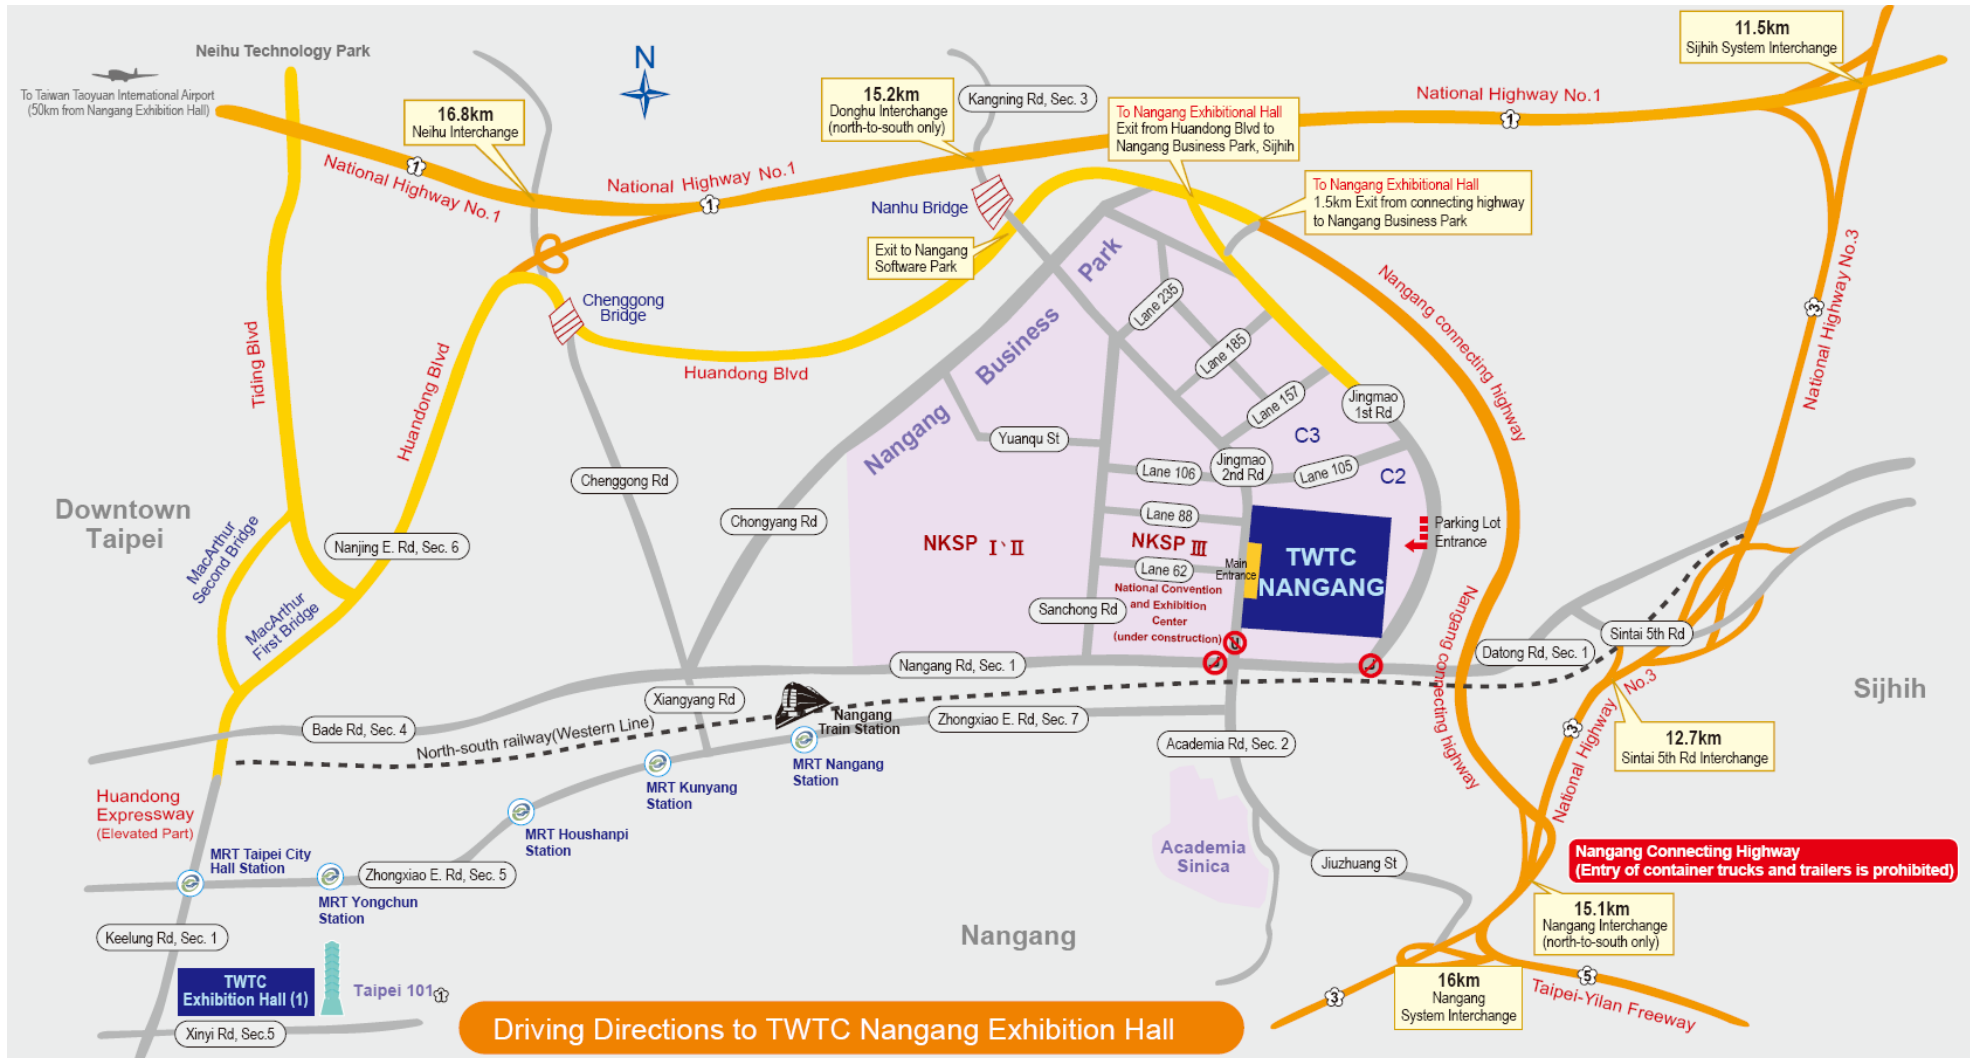 Neihu Technology Park
To Taiwan Taoyuan International Airport
(50km from Nangang Exhibition Hall)
N
16.8km
Neihu Interchange
15.2km
Donghu Interchange
(north-to-south only)
Kangning Rd, Sec. 3
11.5km
Sijhih System Interchange
To Nangang Exhibitional Hall
Exit from Huandong Blvd to
Nangang Business Park, Sijhih
National Highway No.1
1
1
National Highway No.1
National Highway No.1
1
To Nangang Exhibitional Hall
1.5km Exit from connecting highway
to Nangang Business Park
Nanhu Bridge
Exit to Nangang
Software Park
Chenggong
Bridge
Huandong Blvd
Tiding Blvd
Huandong Blvd
Nangang Business Park
Lane 235
Lane 185
Lane 157
Jingmao
1st Rd
Nangang connecting highway
National Highway No.3
3
Yuanqu St
C3
Lane 106
Jingmao
2nd Rd
Lane 105
C2
Chenggong Rd
Chongyang Rd
Lane 88
Downtown
Taipei
MacArthur
Second Bridge
Nanjing E. Rd, Sec. 6
MacArthur
First Bridge
NKSP I、II
NKSP III
Lane 62
Main
Entrance
TWTC
NANGANG
Parking Lot
Entrance
National Convention
and Exhibition
Center
(under construction)
Sanchong Rd
Nangang connecting highway
Nangang Rd, Sec. 1
Datong Rd, Sec. 1
Sintai 5th Rd
Sijhih
Xiangyang Rd
Nangang
Train Station
Zhongxiao E. Rd, Sec. 7
Bade Rd, Sec. 4
North-south railway(Western Line)
Academia Rd, Sec. 2
National Highway No.3
3
12.7km
Sintai 5th Rd Interchange
MRT Nangang
Station
MRT Kunyang
Station
Huandong
Expressway
(Elevated Part)
MRT Houshanpi
Station
MRT Taipei City
Hall Station
Zhongxiao E. Rd, Sec. 5
MRT Yongchun
Station
Academia
Sinica
Jiuzhuang St
Nangang Connecting Highway
(Entry of container trucks and trailers is prohibited)
15.1km
Nangang Interchange
(north-to-south only)
Keelung Rd, Sec. 1
Nangang
TWTC
Exhibition Hall (1)
Taipei 101
1
16km
Nangang
System Interchange
3
5
Taipei-Yilan Freeway
Xinyi Rd, Sec.5
Driving Directions to TWTC Nangang Exhibition Hall